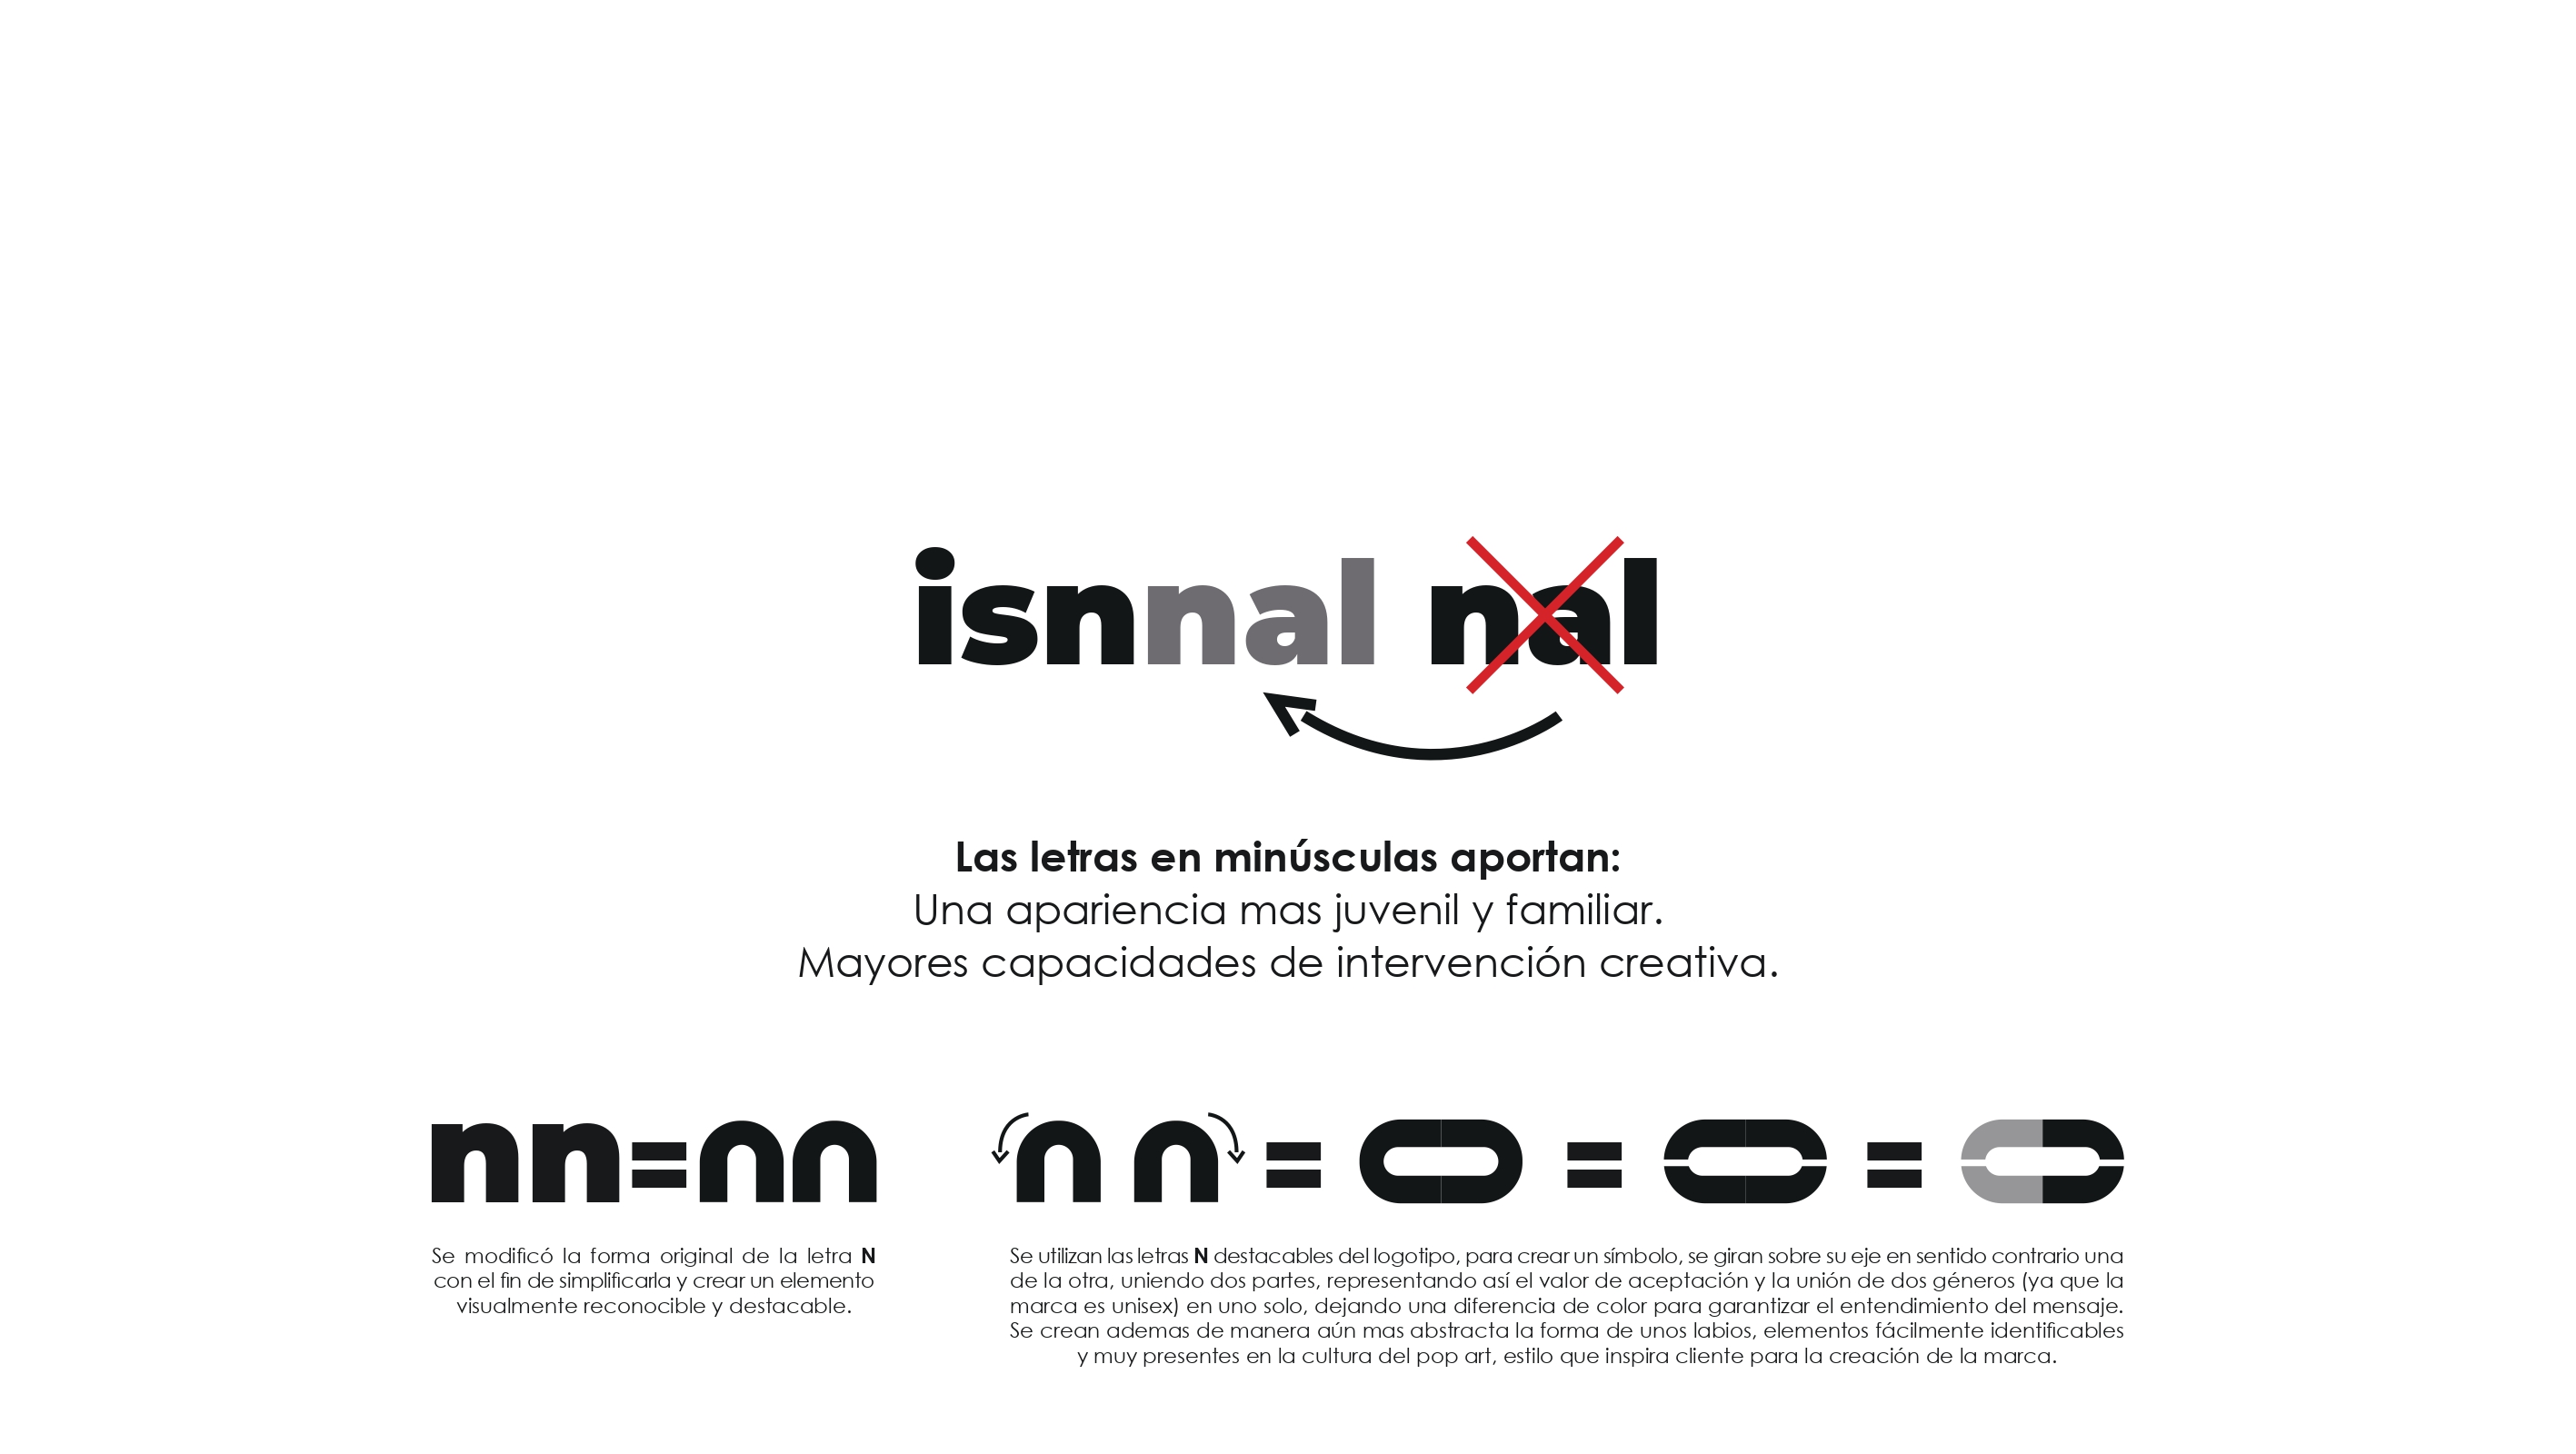 isnnal nal
Las letras en minúsculas aportan:
Una apariencia mas juvenil y familiar.
Mayores capacidades de intervención creativa.
nn=nn
n n = = =
Se modificó la forma original de la letra N
con el fin de simplificarla y crear un elemento
visualmente reconocible y destacable.
Se utilizan las letras N destacables del logotipo, para crear un símbolo, se giran sobre su eje en sentido contrario una
de la otra, uniendo dos partes, representando así el valor de aceptación y la unión de dos géneros (ya que la
marca es unisex) en uno solo, dejando una diferencia de color para garantizar el entendimiento del mensaje.
Se crean ademas de manera aún mas abstracta la forma de unos labios, elementos fácilmente identificables
y muy presentes en la cultura del pop art, estilo que inspira cliente para la creación de la marca.